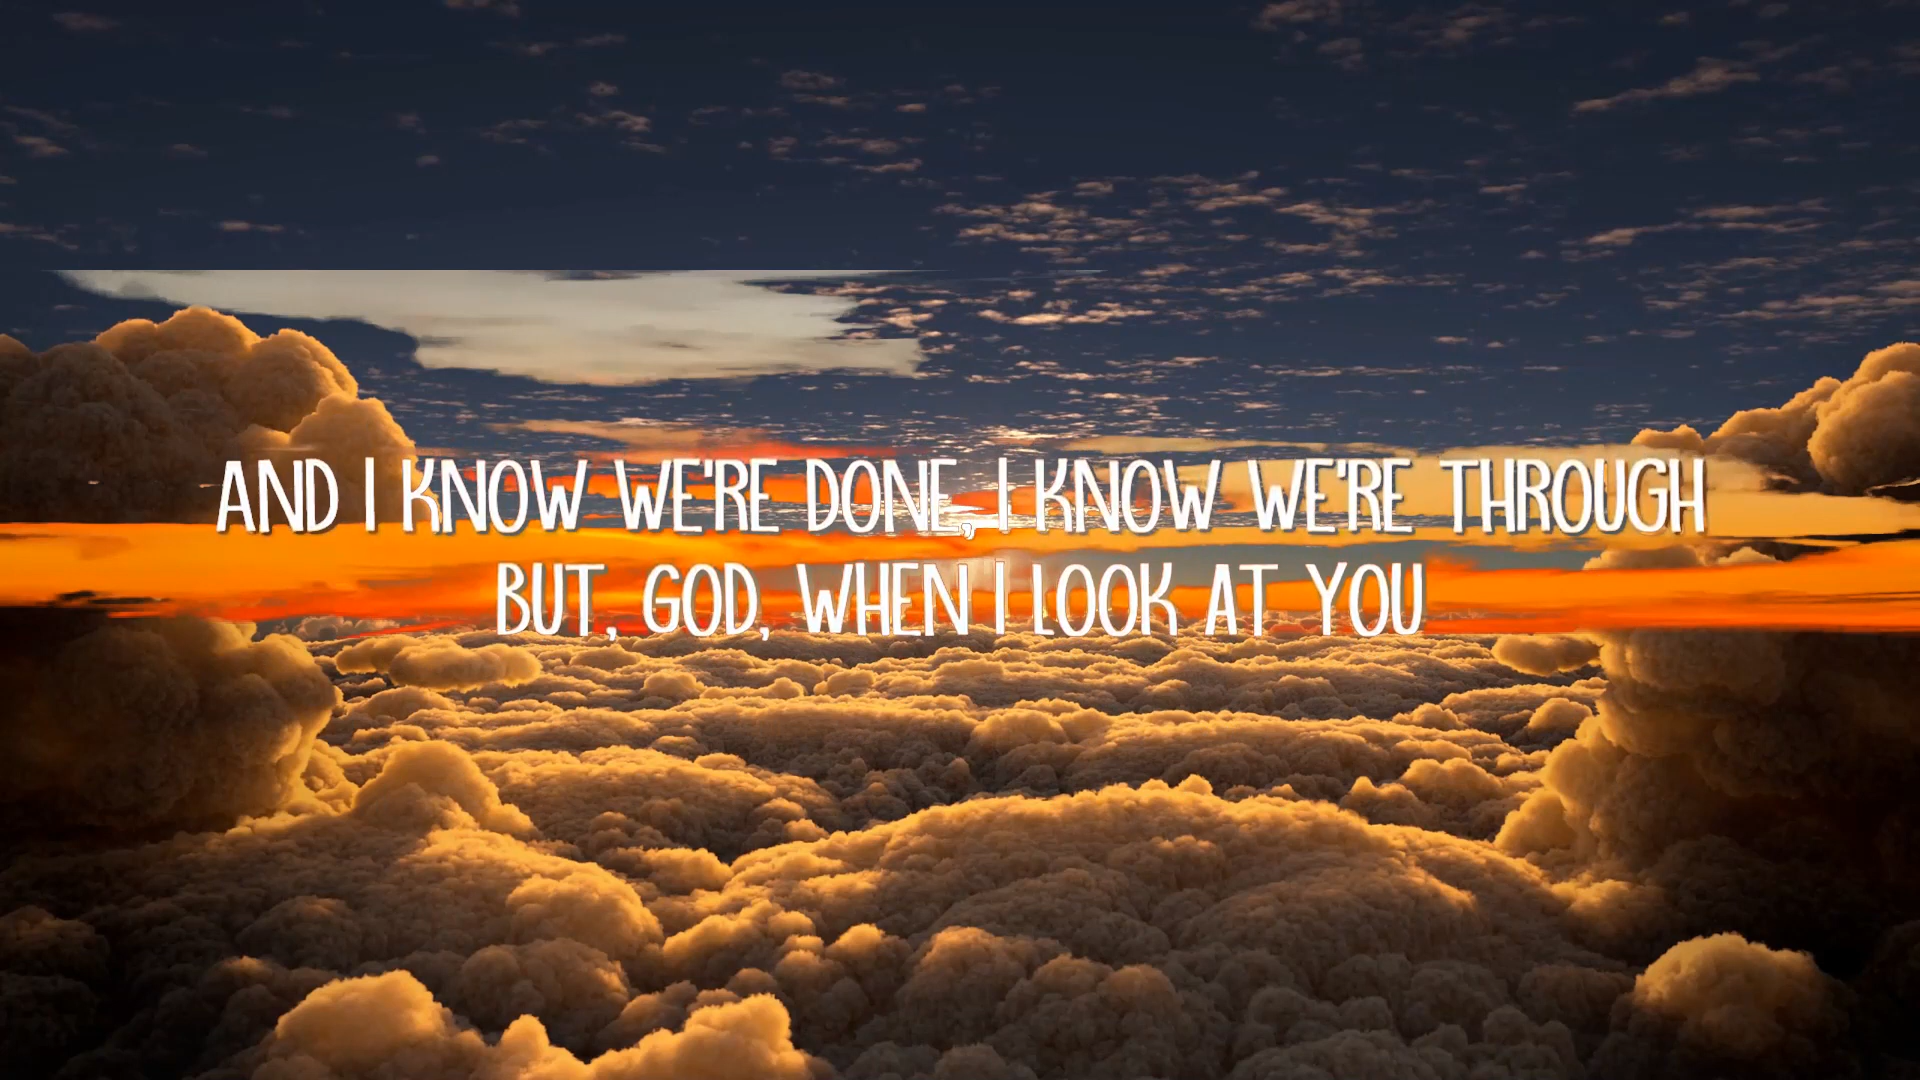 AND I KNOW WE'RE DONE, I KNOW WE'RE THROUGH
BUT, GOD, WHEN I LOOK AT YOU